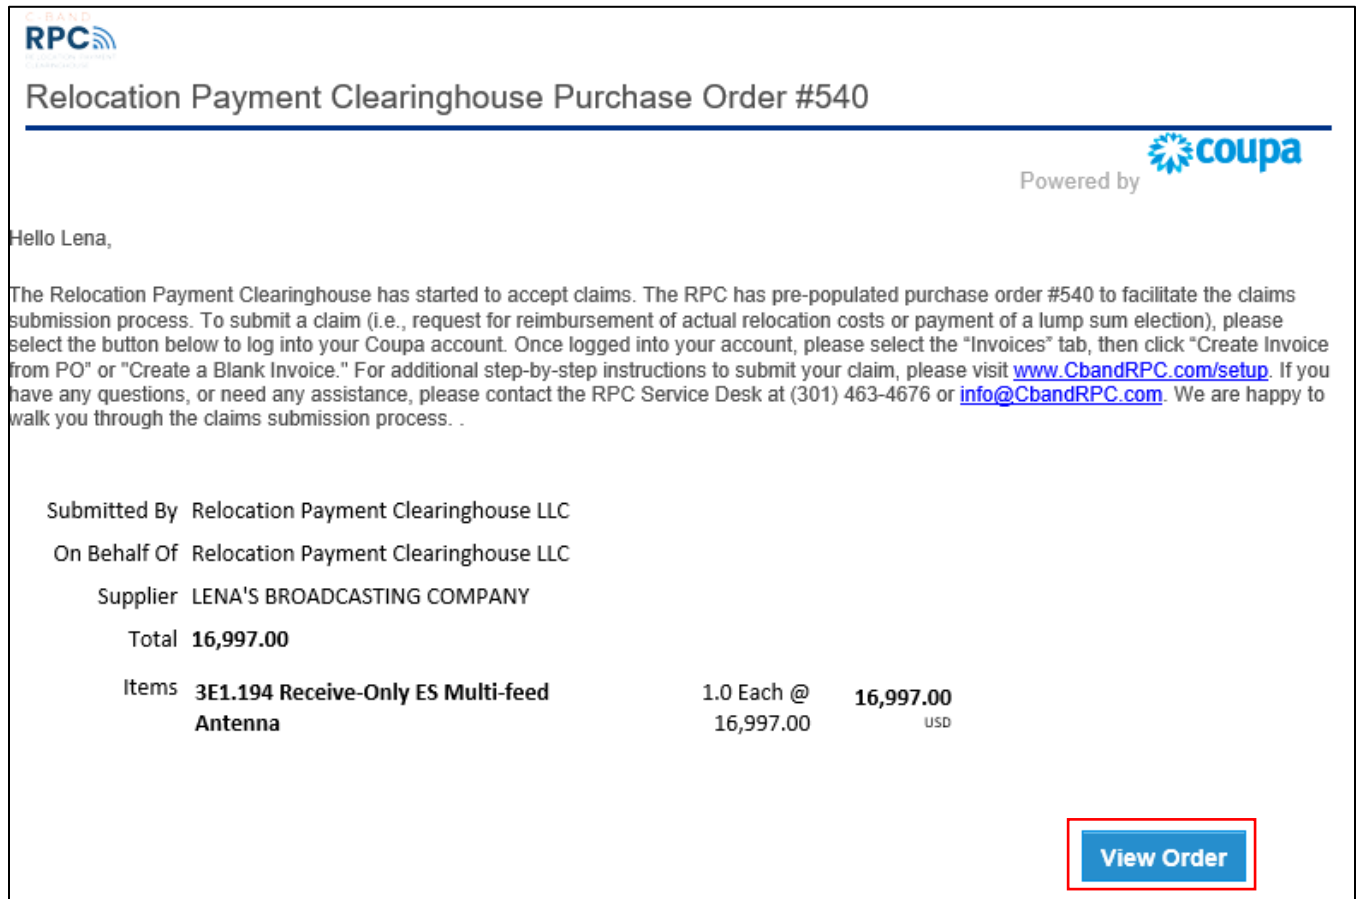 C-BAND
RPC
RELOCATION PAYMENT
CLEARINGHOUSE
Relocation Payment Clearinghouse Purchase Order #540
coupa
Powered by
Hello Lena,
The Relocation Payment Clearinghouse has started to accept claims. The RPC has pre-populated purchase order #540 to facilitate the claims
submission process. To submit a claim (i.e., request for reimbursement of actual relocation costs or payment of a lump sum election), please
select the button below to log into your Coupa account. Once logged into your account, please select the “Invoices” tab, then click “Create Invoice
from PO” or "Create a Blank Invoice." For additional step-by-step instructions to submit your claim, please visit www.CbandRPC.com/setup. If you
have any questions, or need any assistance, please contact the RPC Service Desk at (301) 463-4676 or info@CbandRPC.com. We are happy to
walk you through the claims submission process. .
Submitted By Relocation Payment Clearinghouse LLC
On Behalf Of Relocation Payment Clearinghouse LLC
Supplier LENA'S BROADCASTING COMPANY
Total 16,997.00
Items 3E1.194 Receive-Only ES Multi-feed 1.0 Each @ 16,997.00
Antenna 16,997.00 USD
View Order